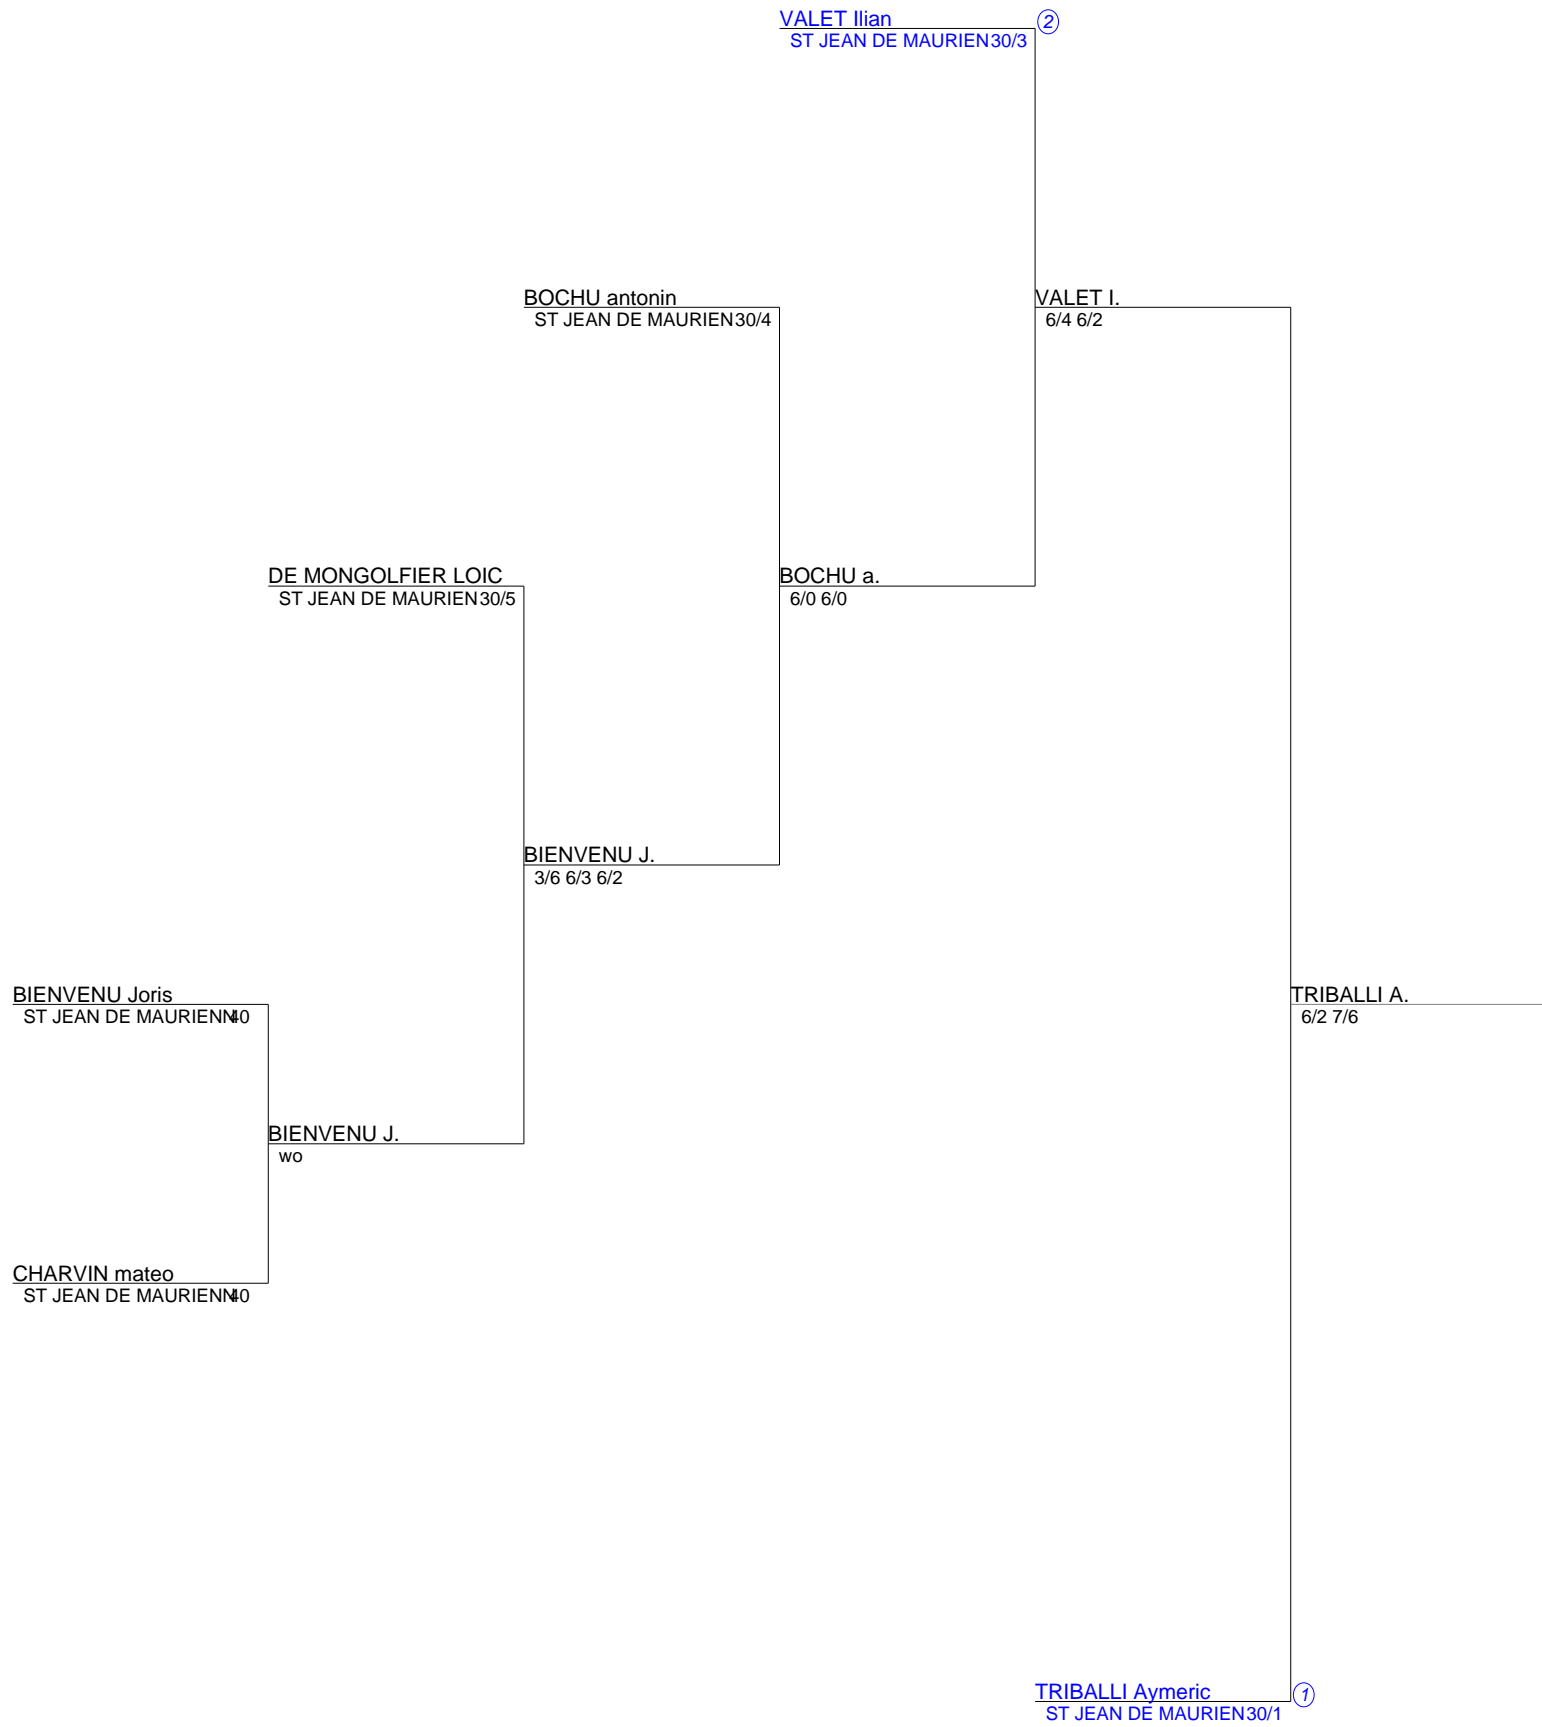 VALET Ilian
2
ST JEAN DE MAURIEN30/3
BOCHU antonin
ST JEAN DE MAURIEN30/4
VALET I.
6/4 6/2
DE MONGOLFIER LOIC
ST JEAN DE MAURIEN30/5
BOCHU a.
6/0 6/0
BIENVENU J.
3/6 6/3 6/2
BIENVENU Joris
ST JEAN DE MAURIENN40
TRIBALLI A.
6/2 7/6
BIENVENU J.
wo
CHARVIN mateo
ST JEAN DE MAURIENN40
TRIBALLI Aymeric
1
ST JEAN DE MAURIEN30/1